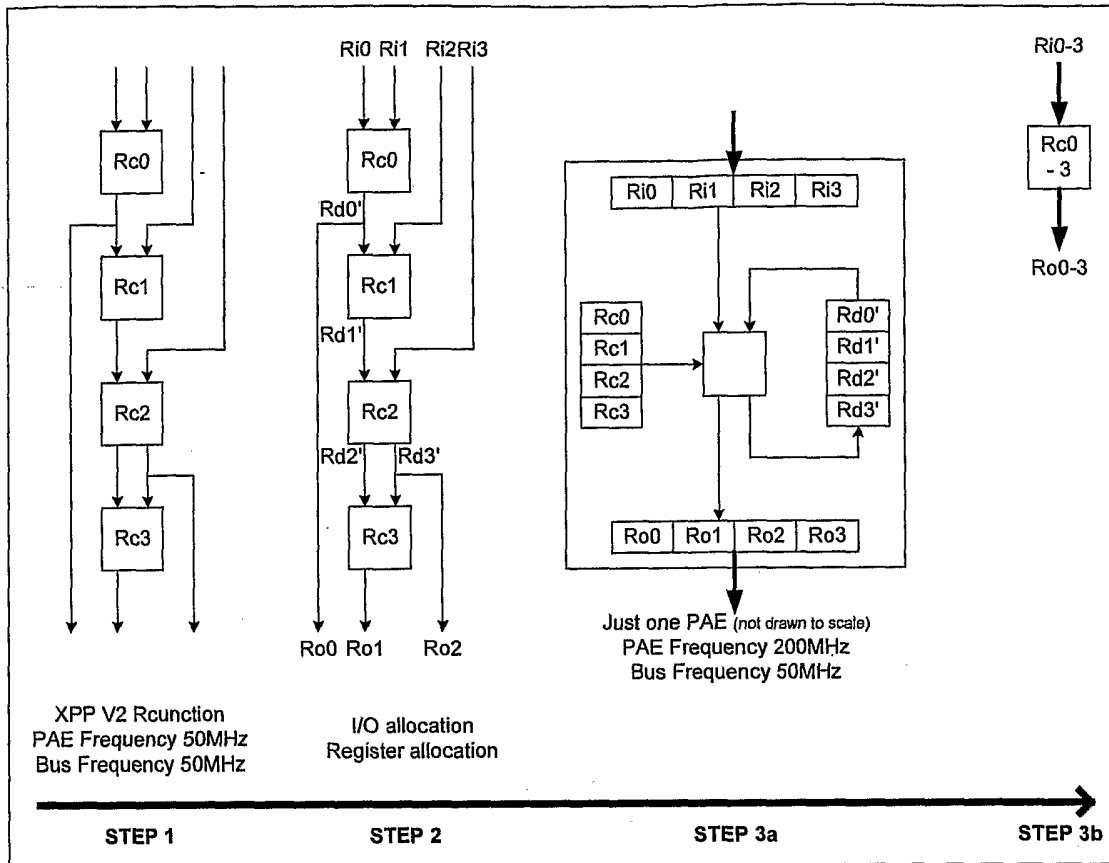 Rc0
Rc1
Rc2
Rc3
XPP V2 Rcunction
PAE Frequency 50MHz
Bus Frequency 50MHz
STEP 1
Ri0 Ri1 Ri2 Ri3
Rc0
Rd0'
Rc1
Rd1'
Rc2
Rd2' Rd3'
Rc3
Ro0 Ro1 Ro2
I/O allocation
Register allocation
STEP 2
Ri0 Ri1 Ri2 Ri3
Rc0
Rc1
Rc2
Rc3
Rd0'
Rd1'
Rd2'
Rd3'
Ro0 Ro1 Ro2 Ro3
Just one PAE (not drawn to scale)
PAE Frequency 200MHz
Bus Frequency 50MHz
STEP 3a
Ri0-3
Rc0
- 3
Ro0-3
STEP 3b